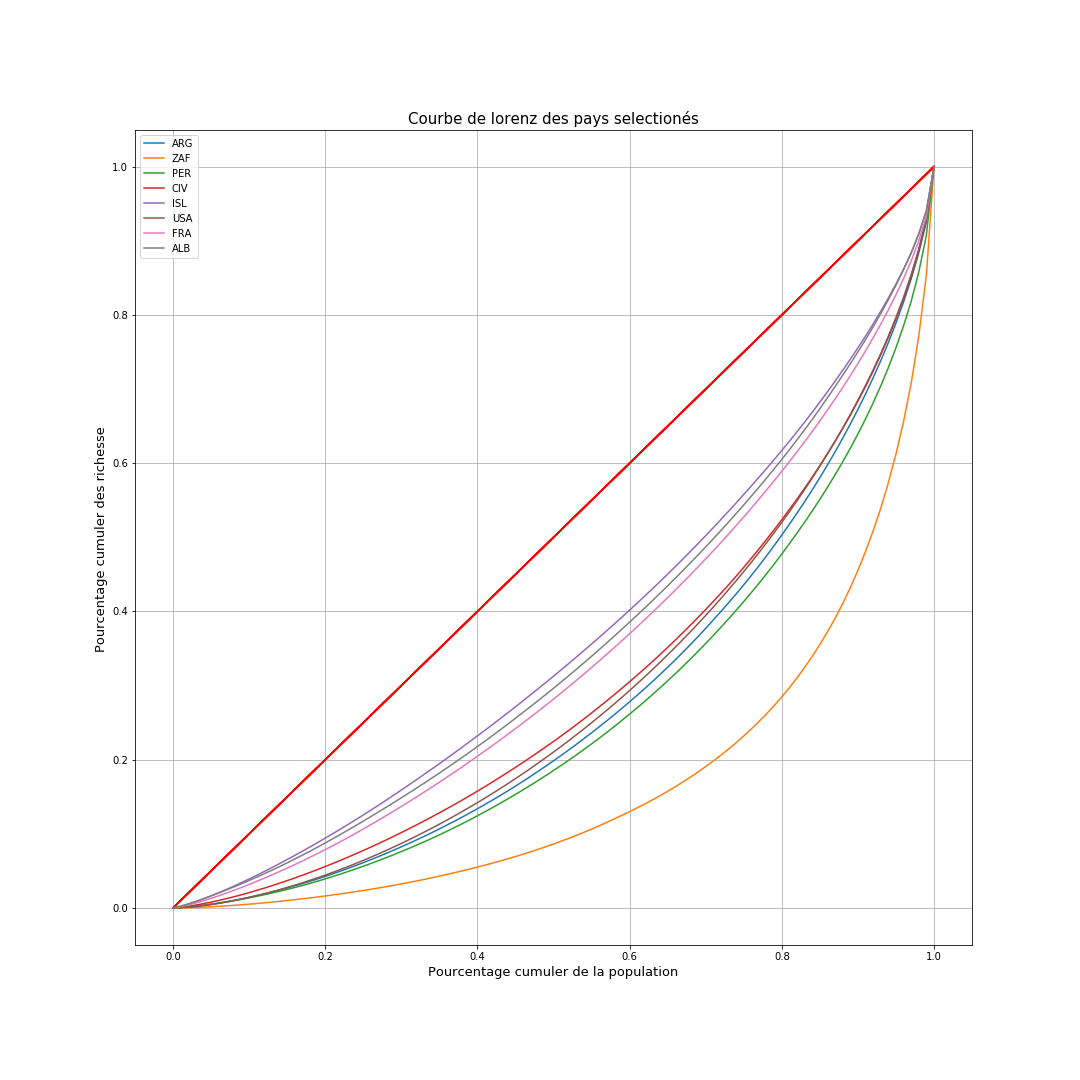 Courbe de lorenz des pays selectionés
ARG
ZAF
PER
CIV
ISL
USA
FRA
ALB
1.0
0.8
0.6
0.4
0.2
0.0
Pourcentage cumuler des richesse
0.0 0.2 0.4 0.6 0.8 1.0
Pourcentage cumuler de la population